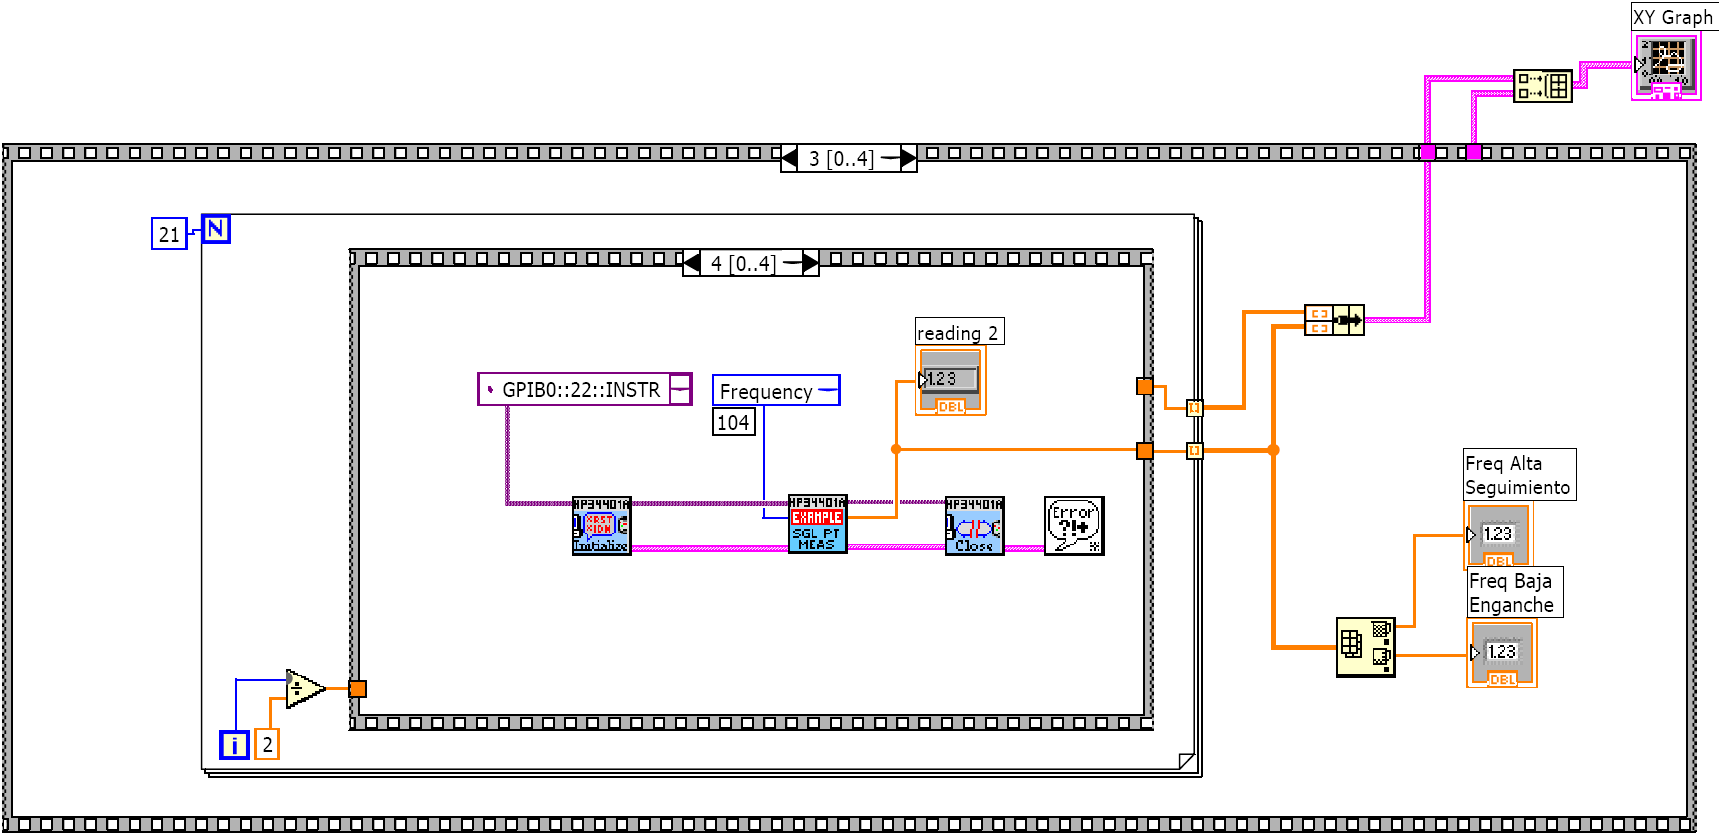 XY Graph
3 [0..4]
21
N
4 [0..4]
reading 2
1.23
DBL
GPIB0::22::INSTR
Frequency
104
HP34401A
*RST
*IDN
Initialize
HP34401A
EXAMPLE
SGL PT
MEAS
HP34401A
Close
Error
?!+
Freq Alta
Seguimiento
1.23
DBL
Freq Baja
Enganche
1.23
DBL
÷
i
2